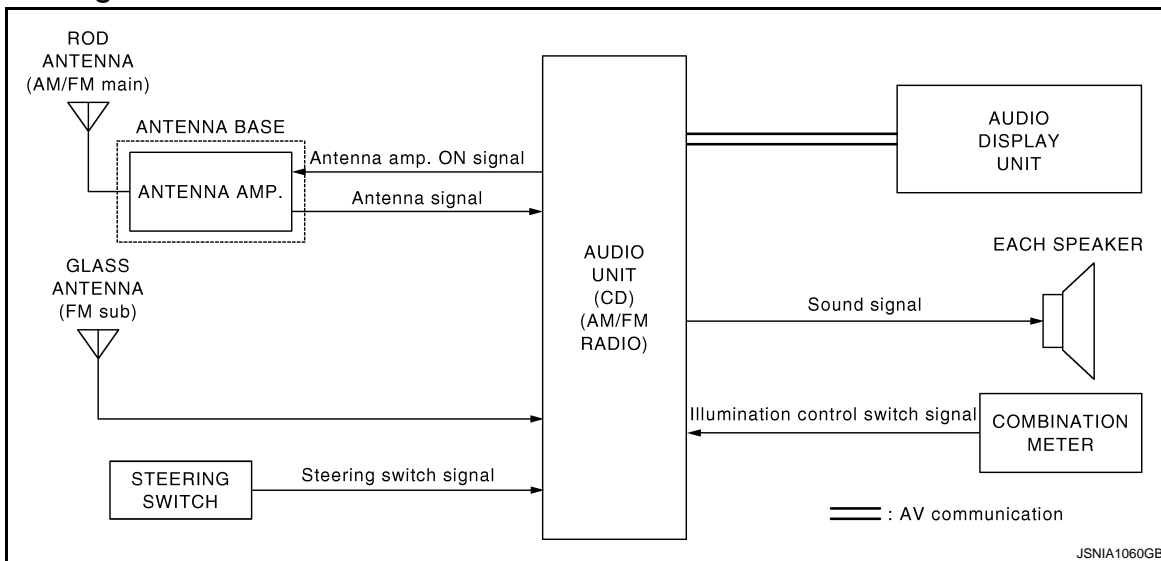 ROD
ANTENNA
(AM/FM main)
ANTENNA BASE
ANTENNA AMP.
Antenna amp. ON signal
Antenna signal
GLASS
ANTENNA
(FM sub)
STEERING
SWITCH
Steering switch signal
AUDIO
UNIT
(CD)
(AM/FM
RADIO)
AUDIO
DISPLAY
UNIT
EACH SPEAKER
Sound signal
Illumination control switch signal
COMBINATION
METER
: AV communication
JSNIA1060GB